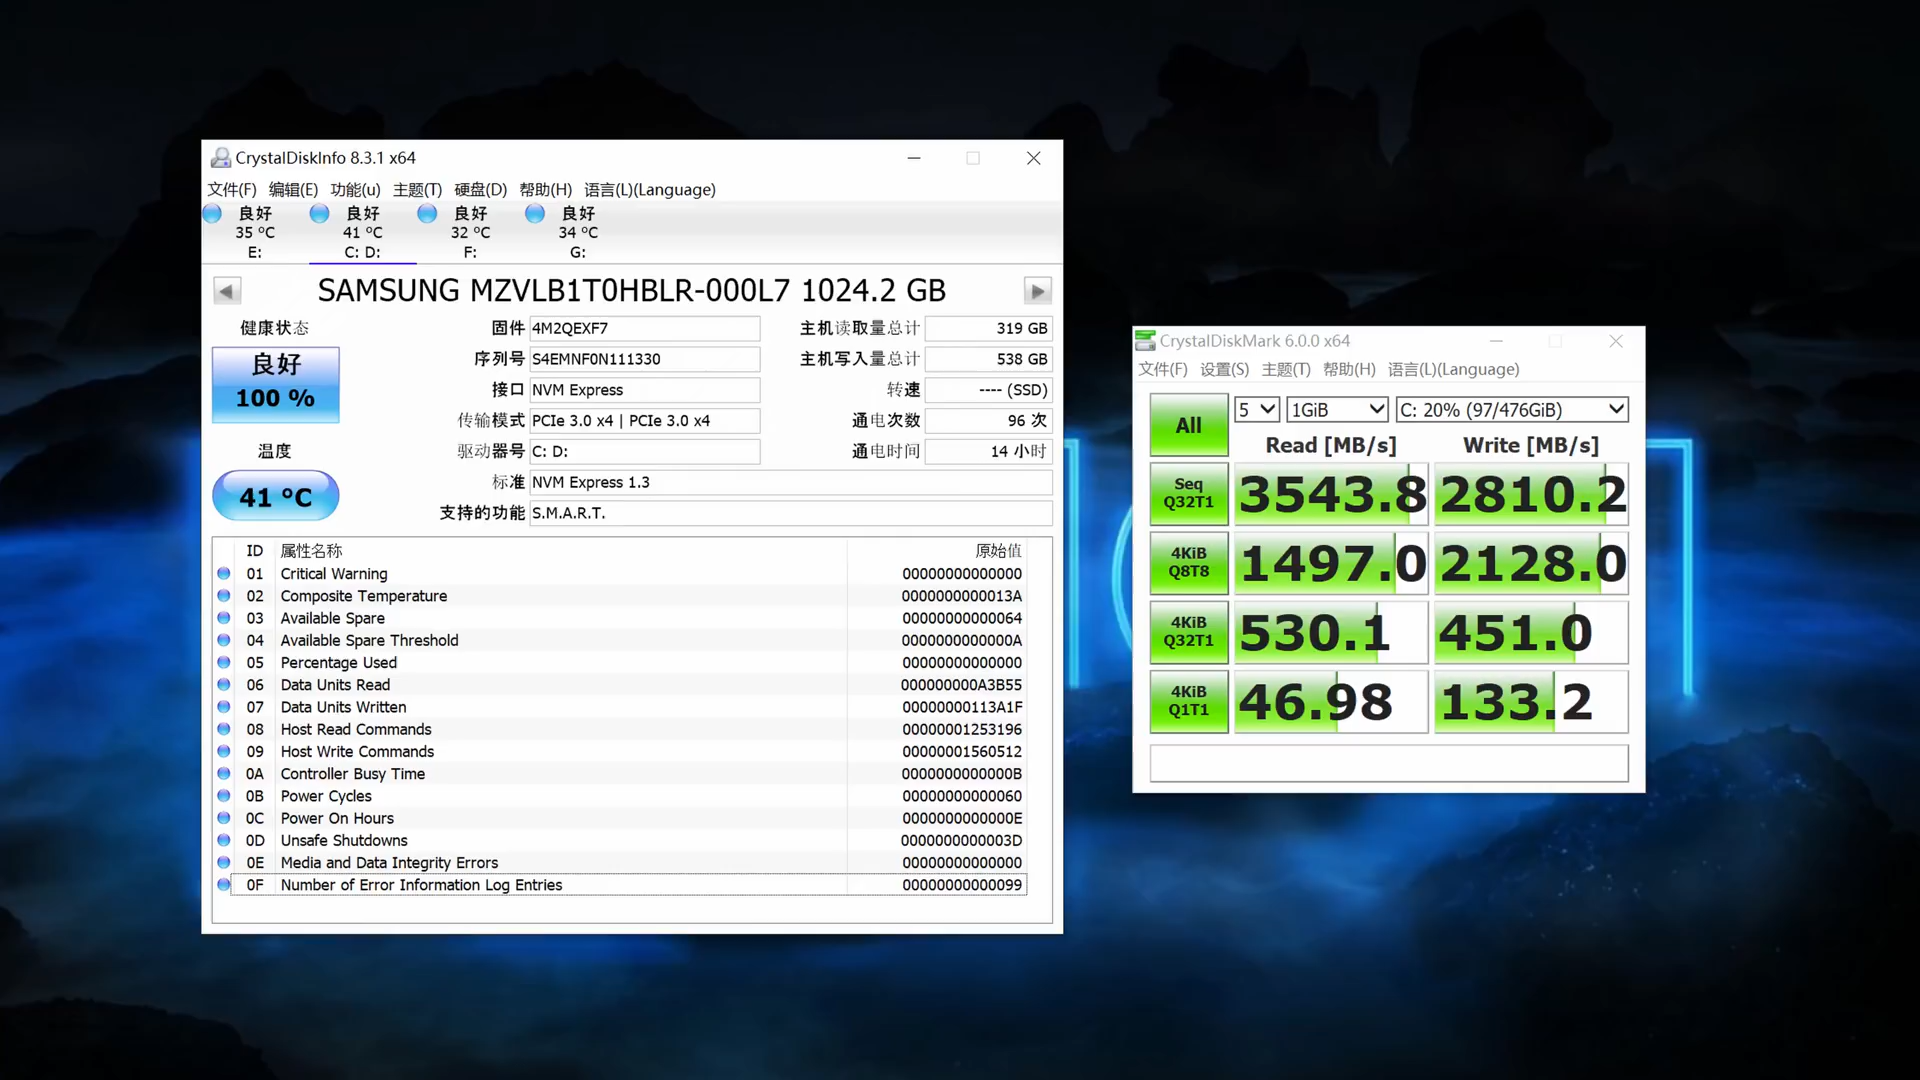 CrystalDiskInfo 8.3.1 x64
文件(F) 编辑(E) 功能(u) 主题(T) 硬盘(D) 帮助(H) 语言(L)(Language)
良好 良好 良好 良好
35 °C 41 °C 32 °C 34 °C
E: C: D: F: G:
SAMSUNG MZVLB1T0HBLR-000L7 1024.2 GB
健康状态
良好
100 %
温度
41 °C
固件 4M2QEXF7 主机读取量总计 319 GB
序列号 S4EMNF0N111330 主机写入量总计 538 GB
接口 NVM Express 转速 ---- (SSD)
传输模式 PCIe 3.0 x4 | PCIe 3.0 x4 通电次数 96 次
驱动器号 C: D: 通电时间 14 小时
标准 NVM Express 1.3
支持的功能 S.M.A.R.T.
ID 属性名称 原始值
01 Critical Warning 00000000000000
02 Composite Temperature 0000000000013A
03 Available Spare 00000000000064
04 Available Spare Threshold 0000000000000A
05 Percentage Used 00000000000000
06 Data Units Read 000000000A3B55
07 Data Units Written 00000000113A1F
08 Host Read Commands 00000001253196
09 Host Write Commands 00000001560512
0A Controller Busy Time 0000000000000B
0B Power Cycles 00000000000060
0C Power On Hours 0000000000000E
0D Unsafe Shutdowns 0000000000003D
0E Media and Data Integrity Errors 00000000000000
0F Number of Error Information Log Entries 00000000000099
CrystalDiskMark 6.0.0 x64
文件(F) 设置(S) 主题(T) 帮助(H) 语言(L)(Language)
All 5 1GiB C: 20% (97/476GiB)
Read [MB/s] Write [MB/s]
Seq Q32T1 3543.8 2810.2
4KiB Q8T8 1497.0 2128.0
4KiB Q32T1 530.1 451.0
4KiB Q1T1 46.98 133.2